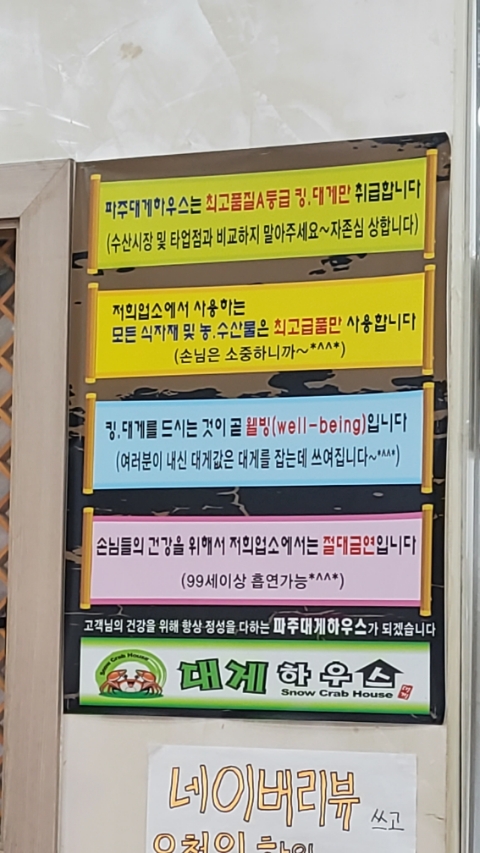 파주대게하우스는 최고품질A등급 킹,대게만 취급합니다
(수산시장 및 타업점과 비교하지 말아주세요~자존심 상합니다)
저희업소에서 사용하는
모든 식자재 및 농,수산물은 최고급품만 사용합니다
(손님은 소중하니까~*^^*)
킹,대게를 드시는 것이 곧 웰빙(well-being)입니다
(여러분이 내신 대게값은 대게를 잡는데 쓰여집니다~*^^*)
손님들의 건강을 위해서 저희업소에서는 절대금연입니다
(99세이상 흡연가능*^^*)
고객님의 건강을 위해 항상 정성을 다하는 파주대게하우스가 되겠습니다
Snow Crab House
대게하우스
Snow Crab House
네이버리뷰 쓰고